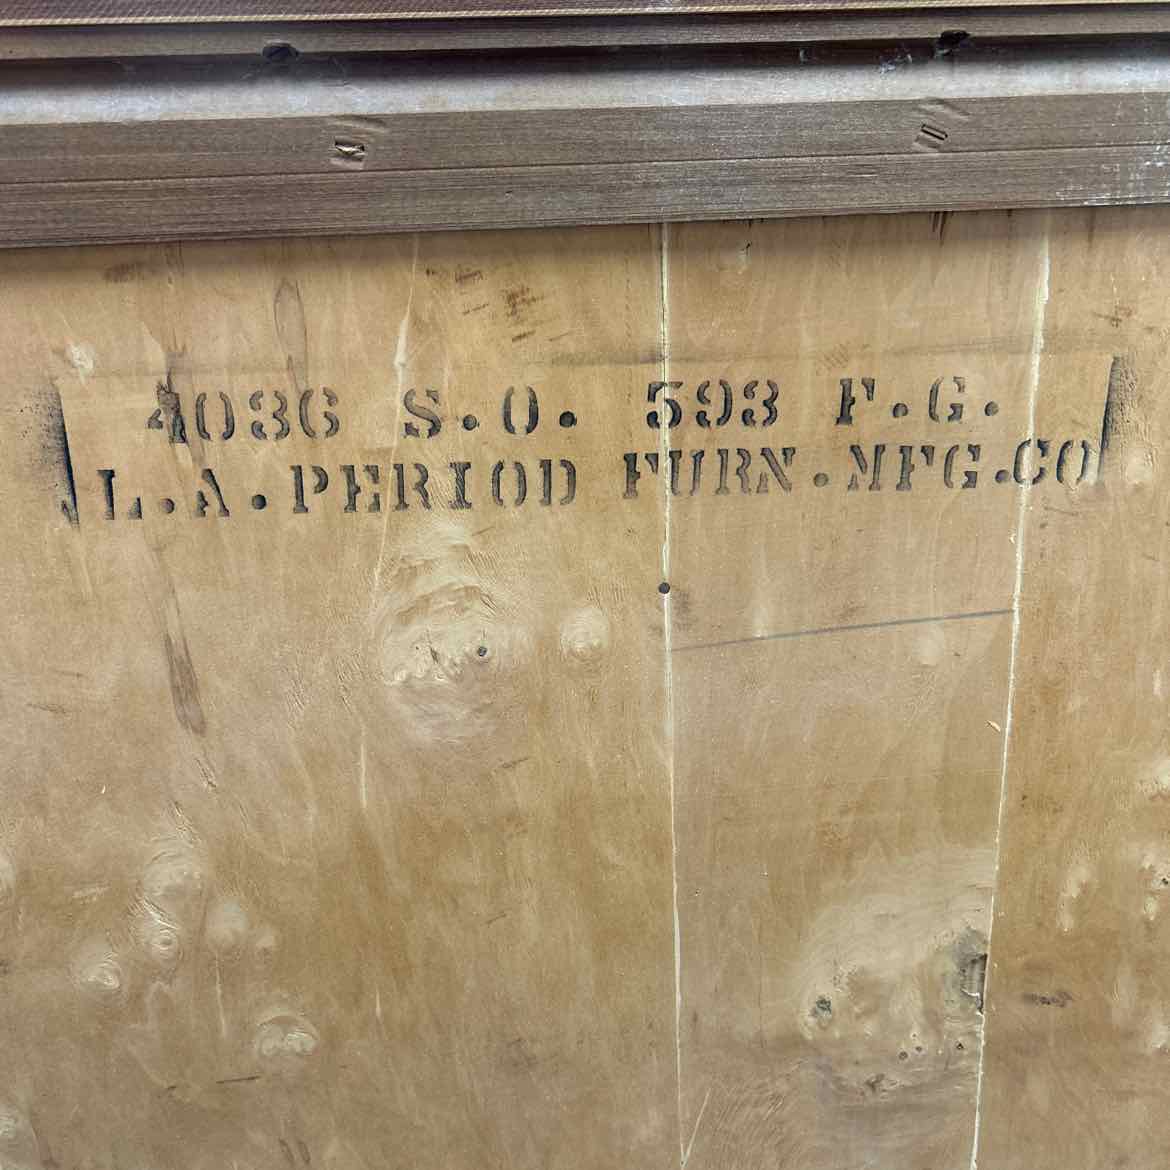 4036 S.O. 593 F.G.
L.A.PERIOD FURN.MFG.CO